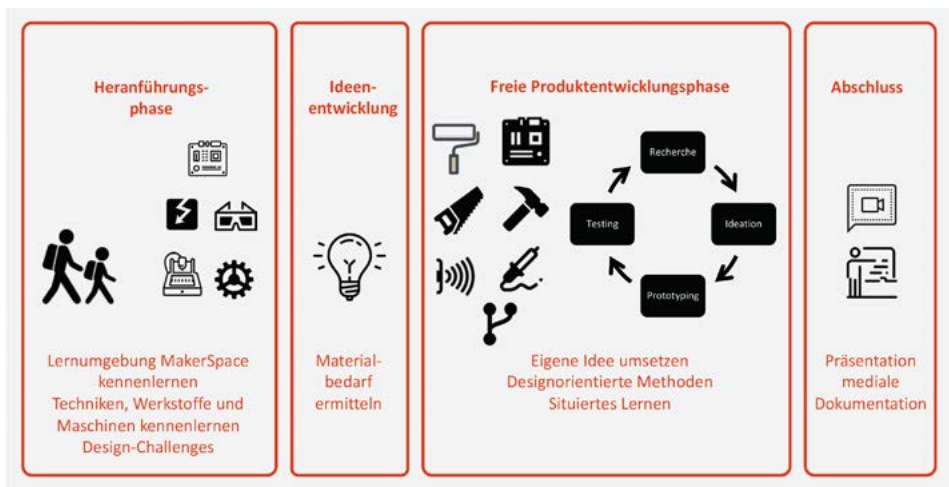 Heranführungs-
phase
Lernumgebung MakerSpace
kennenlernen
Techniken, Werkstoffe und
Maschinen kennenlernen
Design-Challenges
Ideen-
entwicklung
Material-
bedarf
ermitteln
Freie Produktentwicklungsphase
Recherche
Ideation
Prototyping
Testing
Eigene Idee umsetzen
Designorientierte Methoden
Situiertes Lernen
Abschluss
Präsentation
mediale
Dokumentation